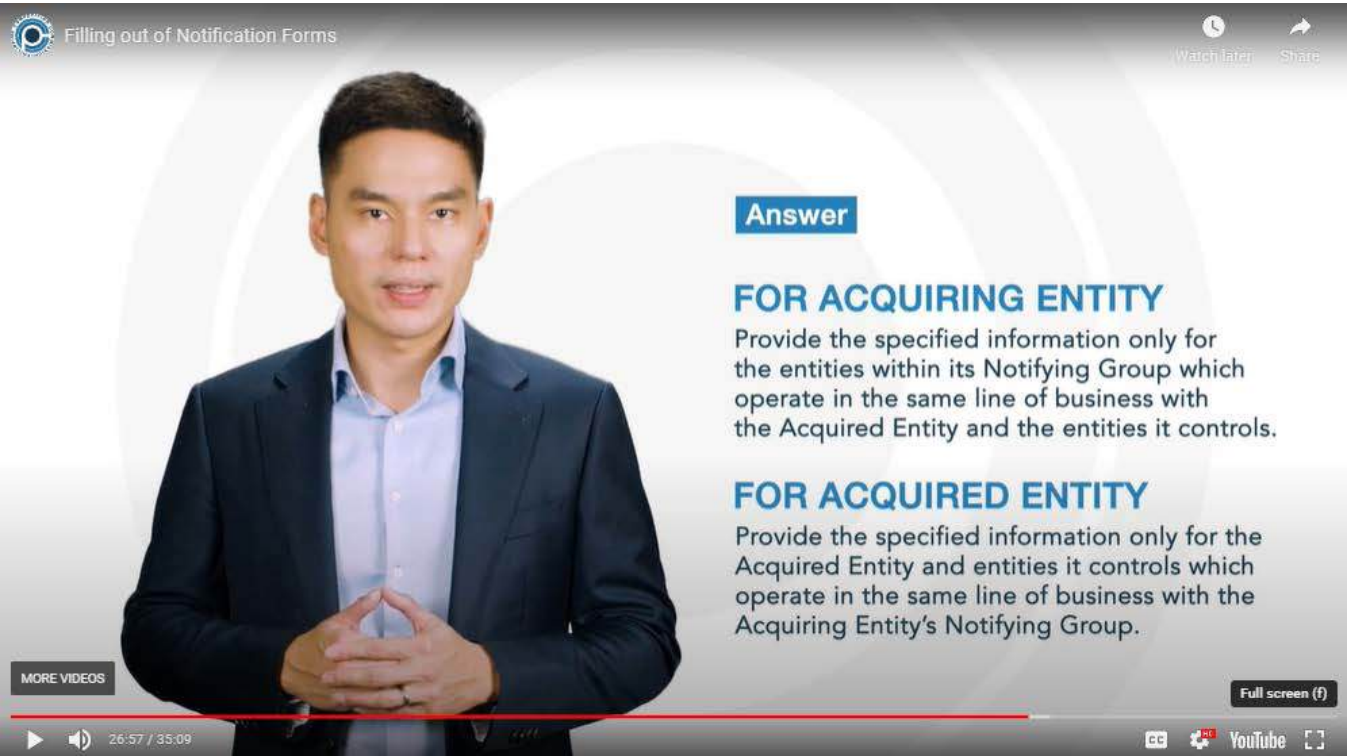 Filling out of Notification Forms
Watch later
Share
Answer
FOR ACQUIRING ENTITY
Provide the specified information only for
the entities within its Notifying Group which
operate in the same line of business with
the Acquired Entity and the entities it controls.
FOR ACQUIRED ENTITY
Provide the specified information only for the
Acquired Entity and entities it controls which
operate in the same line of business with the
Acquiring Entity's Notifying Group.
MORE VIDEOS
Full screen (f)
26:57 / 35:09
CC
HD
YouTube